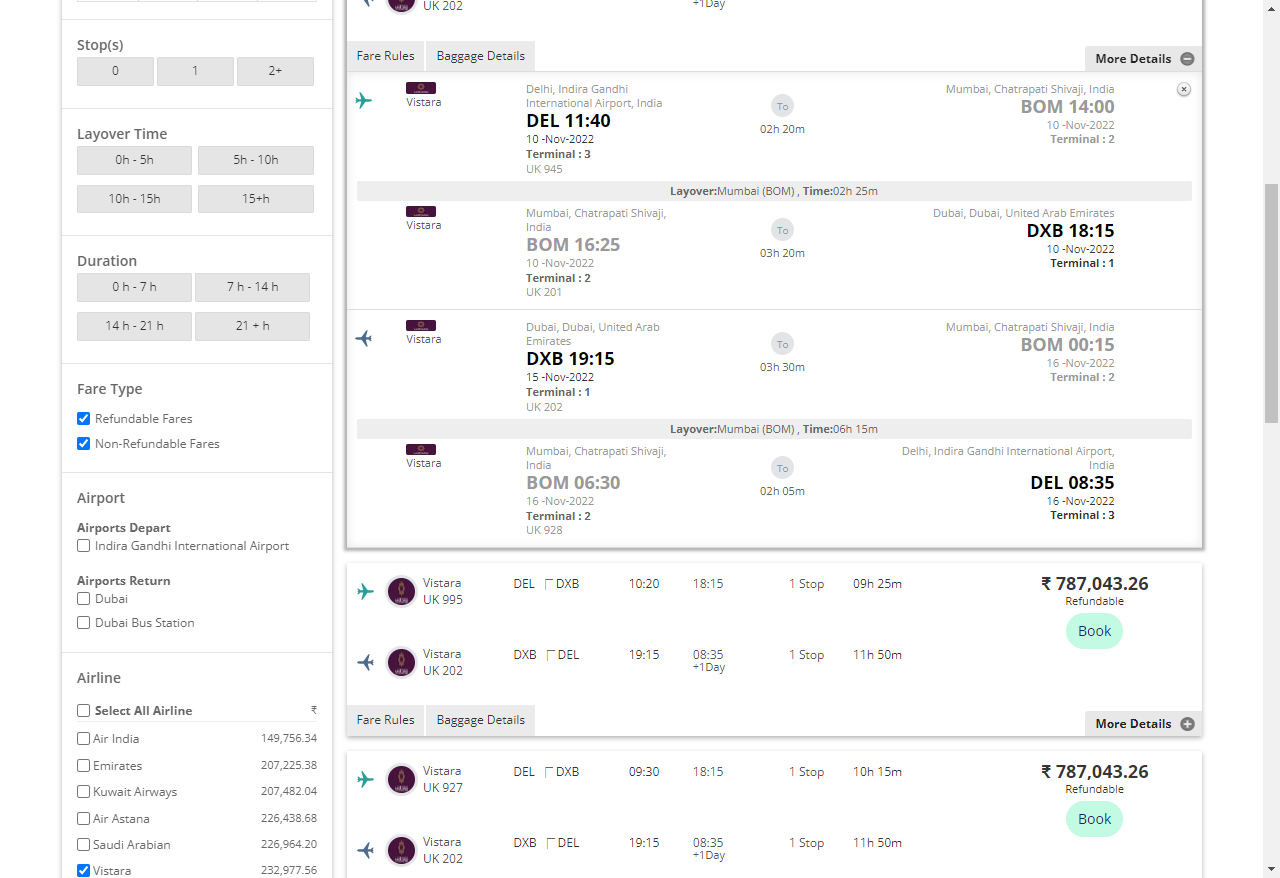 UK 202
+1Day
Stop(s)
0
1
2+
Layover Time
0h - 5h
5h - 10h
10h - 15h
15+h
Duration
0 h - 7 h
7 h - 14 h
14 h - 21 h
21 + h
Fare Type
Refundable Fares
Non-Refundable Fares
Airport
Airports Depart
Indira Gandhi International Airport
Airports Return
Dubai
Dubai Bus Station
Airline
Select All Airline ₹
Air India 149,756.34
Emirates 207,225.38
Kuwait Airways 207,482.04
Air Astana 226,438.68
Saudi Arabian 226,964.20
Vistara 232,977.56
Fare Rules
Baggage Details
More Details
Vistara
Delhi, Indira Gandhi
International Airport, India
DEL 11:40
10 -Nov-2022
Terminal : 3
UK 945
To
02h 20m
Mumbai, Chatrapati Shivaji, India
BOM 14:00
10 -Nov-2022
Terminal : 2
Layover:Mumbai (BOM) , Time:02h 25m
Vistara
Mumbai, Chatrapati Shivaji,
India
BOM 16:25
10 -Nov-2022
Terminal : 2
UK 201
To
03h 20m
Dubai, Dubai, United Arab Emirates
DXB 18:15
10 -Nov-2022
Terminal : 1
Vistara
Dubai, Dubai, United Arab
Emirates
DXB 19:15
15 -Nov-2022
Terminal : 1
UK 202
To
03h 30m
Mumbai, Chatrapati Shivaji, India
BOM 00:15
16 -Nov-2022
Terminal : 2
Layover:Mumbai (BOM) , Time:06h 15m
Vistara
Mumbai, Chatrapati Shivaji,
India
BOM 06:30
16 -Nov-2022
Terminal : 2
UK 928
To
02h 05m
Delhi, Indira Gandhi International Airport,
India
DEL 08:35
16 -Nov-2022
Terminal : 3
Vistara
UK 995
DEL DXB 10:20 18:15 1 Stop 09h 25m
₹ 787,043.26
Refundable
Book
Vistara
UK 202
DXB DEL 19:15 08:35 1 Stop 11h 50m
+1Day
Fare Rules
Baggage Details
More Details
Vistara
UK 927
DEL DXB 09:30 18:15 1 Stop 10h 15m
₹ 787,043.26
Refundable
Book
Vistara
UK 202
DXB DEL 19:15 08:35 1 Stop 11h 50m
+1Day